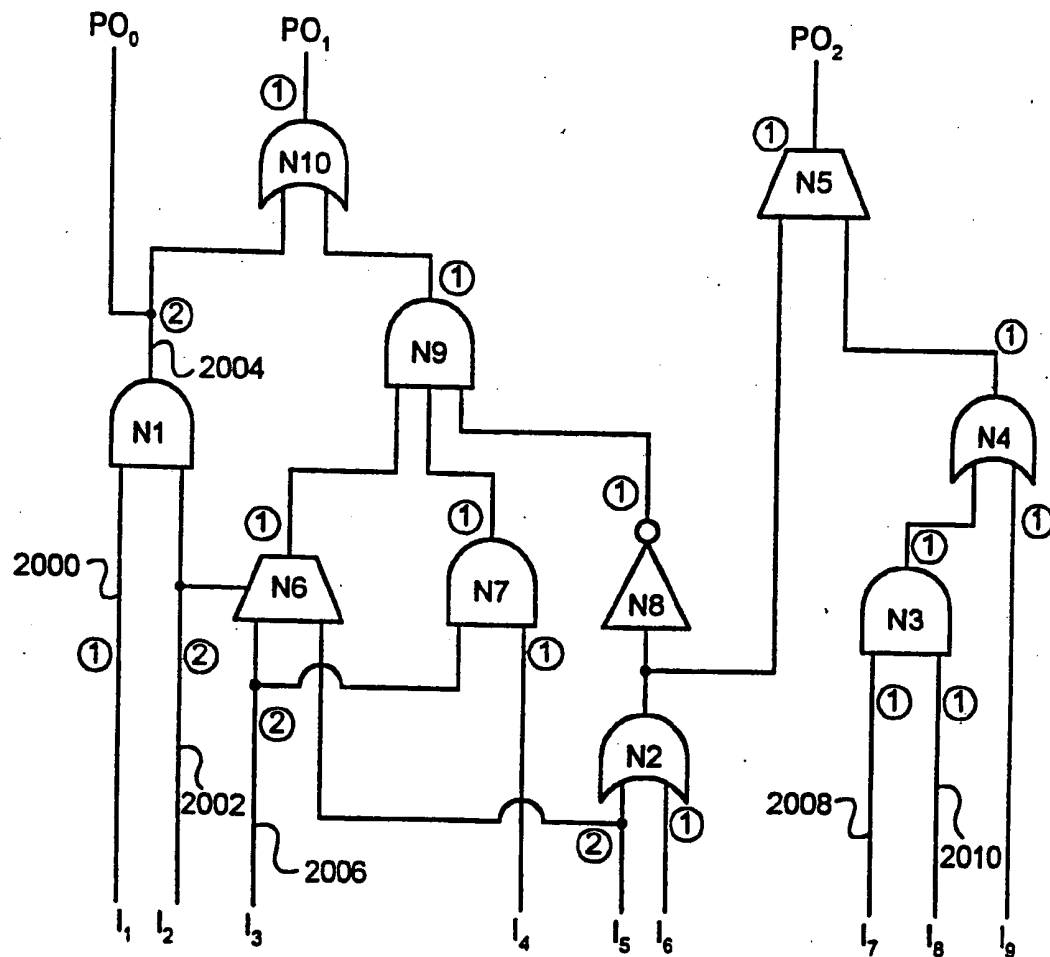 PO₀ PO₁ PO₂
① ①
N10 N5
① ①
②
2004 N9
N1 N4
① ① ① ①
2000 N6 N7 N8 ①
N3
① ② ① ① ①
②
N2
2002 2008
② ① 2010
2006
I₁ I₂ I₃ I₄ I₅ I₆ I₇ I₈ I₉